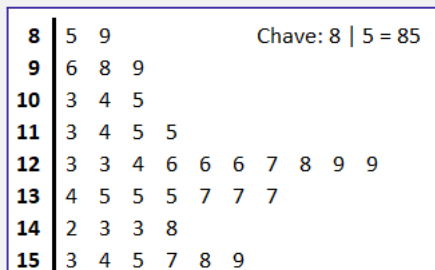 8 | 5 9 Chave: 8 | 5 = 85
9 | 6 8 9
10 | 3 4 5
11 | 3 4 5 5
12 | 3 3 4 6 6 6 7 8 9 9
13 | 4 5 5 5 7 7 7
14 | 2 3 3 8
15 | 3 4 5 7 8 9